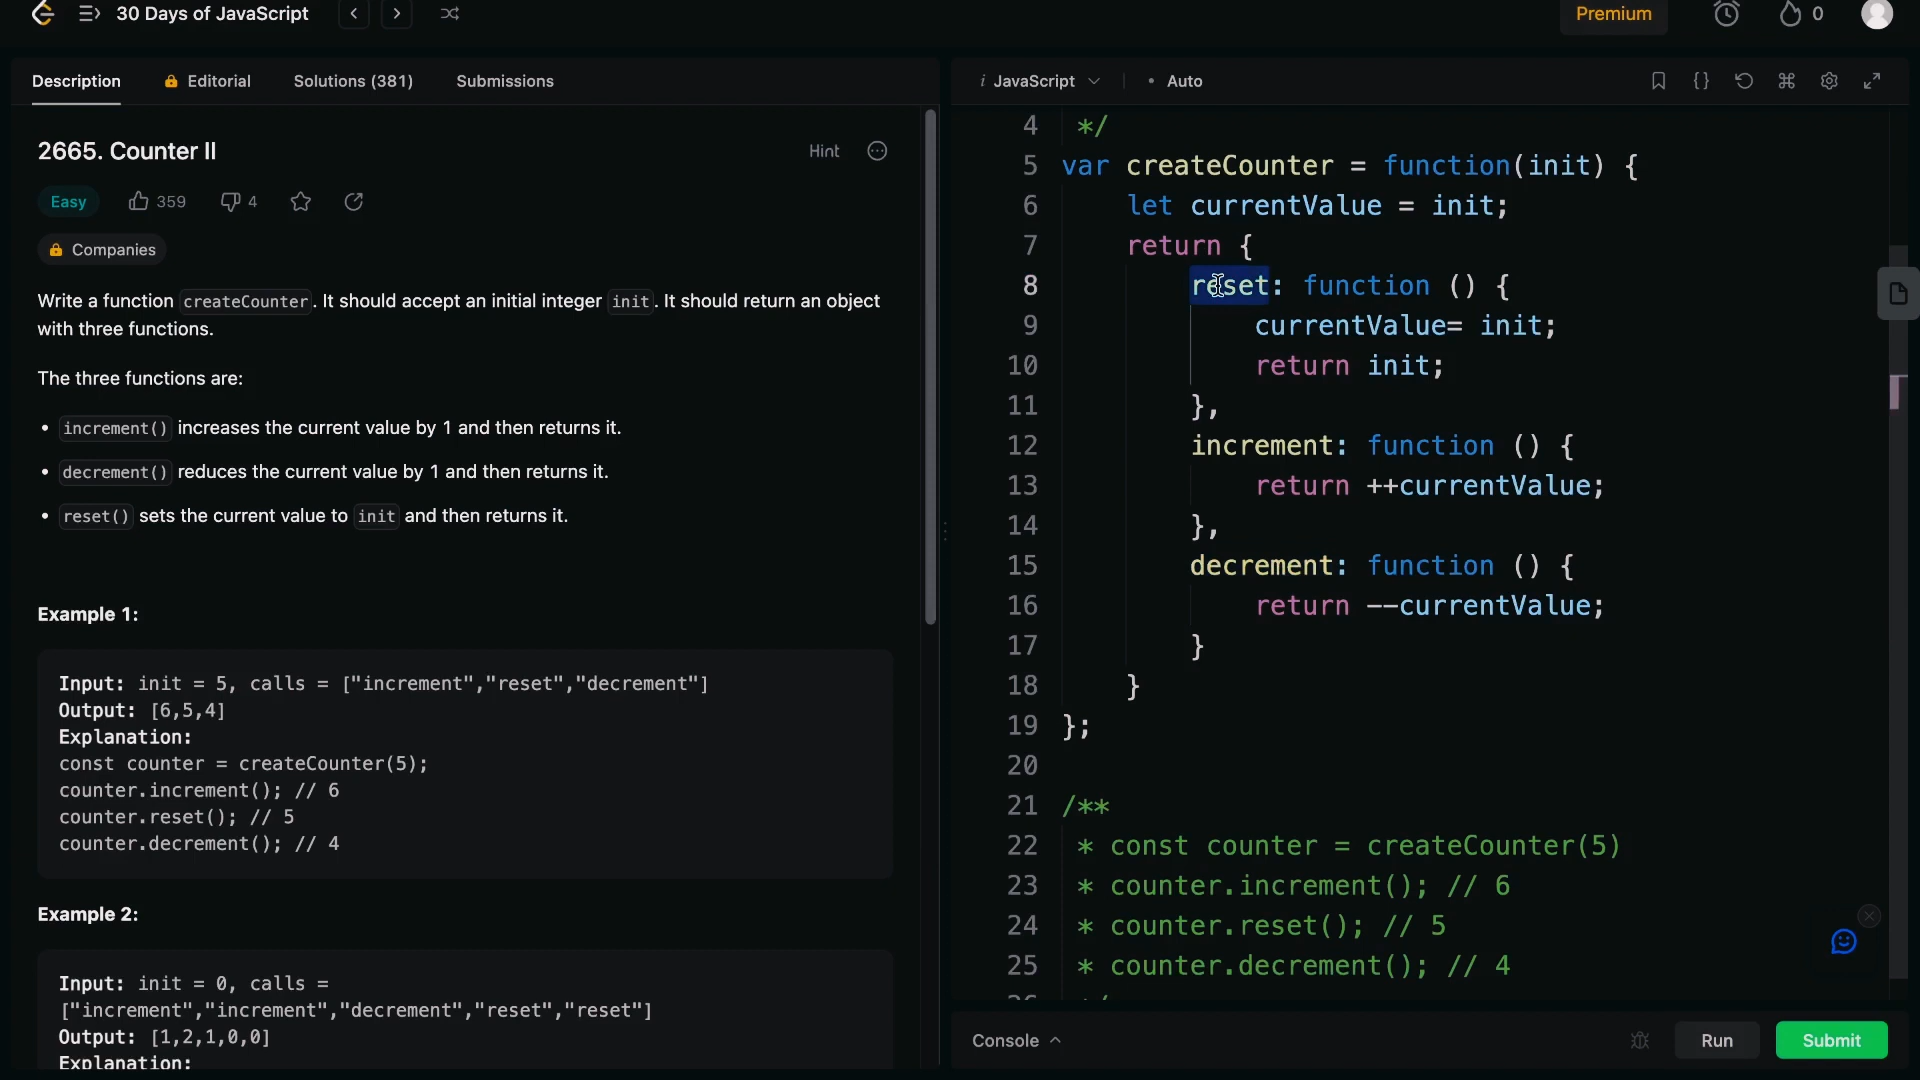 30 Days of JavaScript
Premium
0
Description
Editorial
Solutions (381)
Submissions
2665. Counter II
Hint
Easy
359
4
Companies
Write a function createCounter. It should accept an initial integer init. It should return an object
with three functions.
The three functions are:
• increment() increases the current value by 1 and then returns it.
• decrement() reduces the current value by 1 and then returns it.
• reset() sets the current value to init and then returns it.
Example 1:
Input: init = 5, calls = ["increment","reset","decrement"]
Output: [6,5,4]
Explanation:
const counter = createCounter(5);
counter.increment(); // 6
counter.reset(); // 5
counter.decrement(); // 4
Example 2:
Input: init = 0, calls =
["increment","increment","decrement","reset","reset"]
Output: [1,2,1,0,0]
Explanation:
i JavaScript
• Auto
{}
4 */
5 var createCounter = function(init) {
6 let currentValue = init;
7 return {
8 reset: function () {
9 currentValue= init;
10 return init;
11 },
12 increment: function () {
13 return ++currentValue;
14 },
15 decrement: function () {
16 return --currentValue;
17 }
18 }
19 };
20
21 /**
22 * const counter = createCounter(5)
23 * counter.increment(); // 6
24 * counter.reset(); // 5
25 * counter.decrement(); // 4
Console
Run
Submit